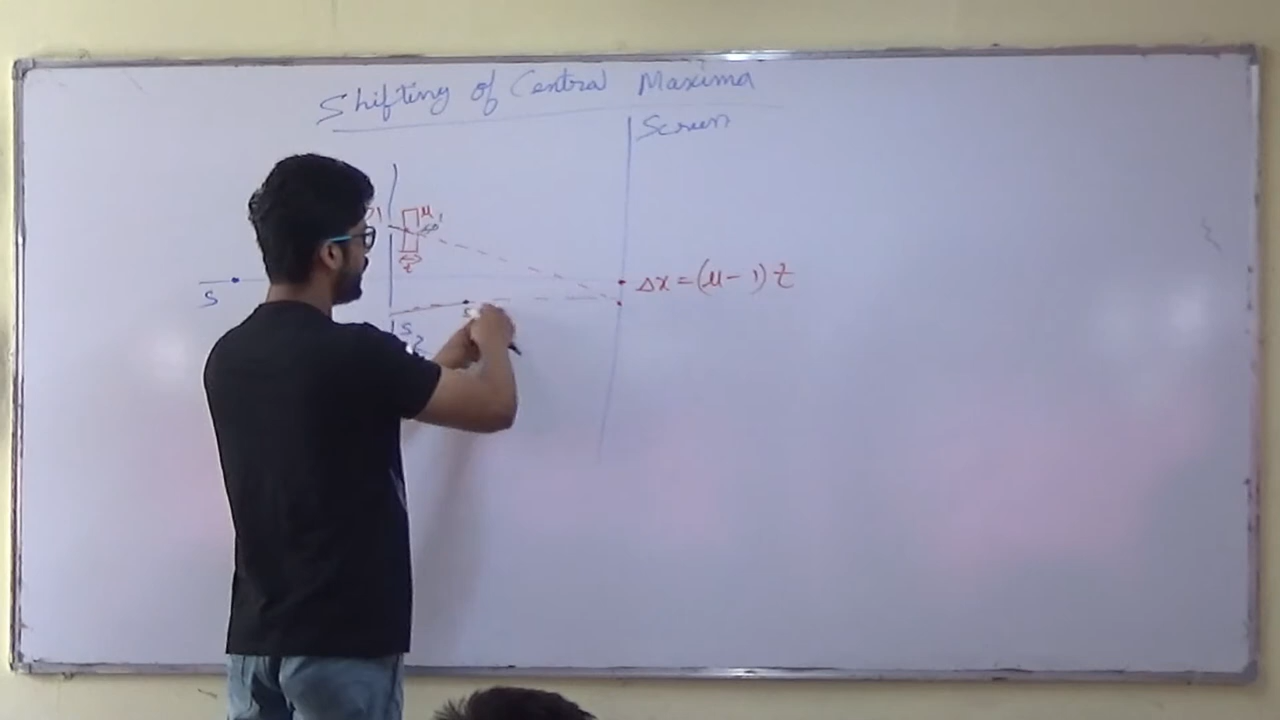 Shifting of Central Maxima
Screen
μ
t
Δx = (μ - 1) t
S
S2